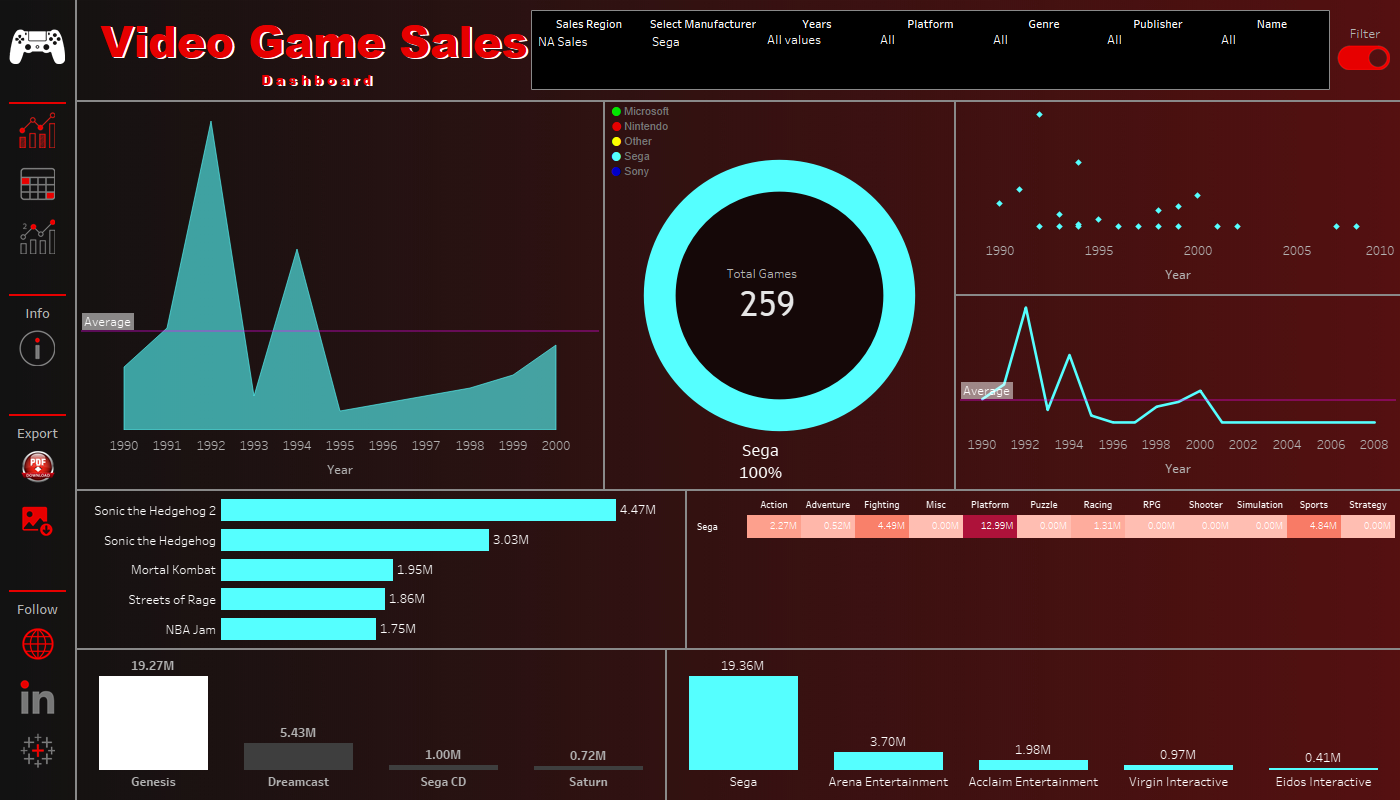 Video Game Sales
Dashboard
Sales Region Select Manufacturer Years Platform Genre Publisher Name
NA Sales Sega All values All All All All
Filter
Info
Export
PDF
DOWNLOAD
Follow
in
2
Average
1990 1991 1992 1993 1994 1995 1996 1997 1998 1999 2000
Year
Microsoft
Nintendo
Other
Sega
Sony
Total Games
259
Sega
100%
1990 1995 2000 2005 2010
Year
Average
1990 1992 1994 1996 1998 2000 2002 2004 2006 2008
Year
Sonic the Hedgehog 2 4.47M
Sonic the Hedgehog 3.03M
Mortal Kombat 1.95M
Streets of Rage 1.86M
NBA Jam 1.75M
Action Adventure Fighting Misc Platform Puzzle Racing RPG Shooter Simulation Sports Strategy
Sega 2.27M 0.52M 4.49M 0.00M 12.99M 0.00M 1.31M 0.00M 0.00M 0.00M 4.84M 0.00M
19.27M 5.43M 1.00M 0.72M
Genesis Dreamcast Sega CD Saturn
19.36M 3.70M 1.98M 0.97M 0.41M
Sega Arena Entertainment Acclaim Entertainment Virgin Interactive Eidos Interactive